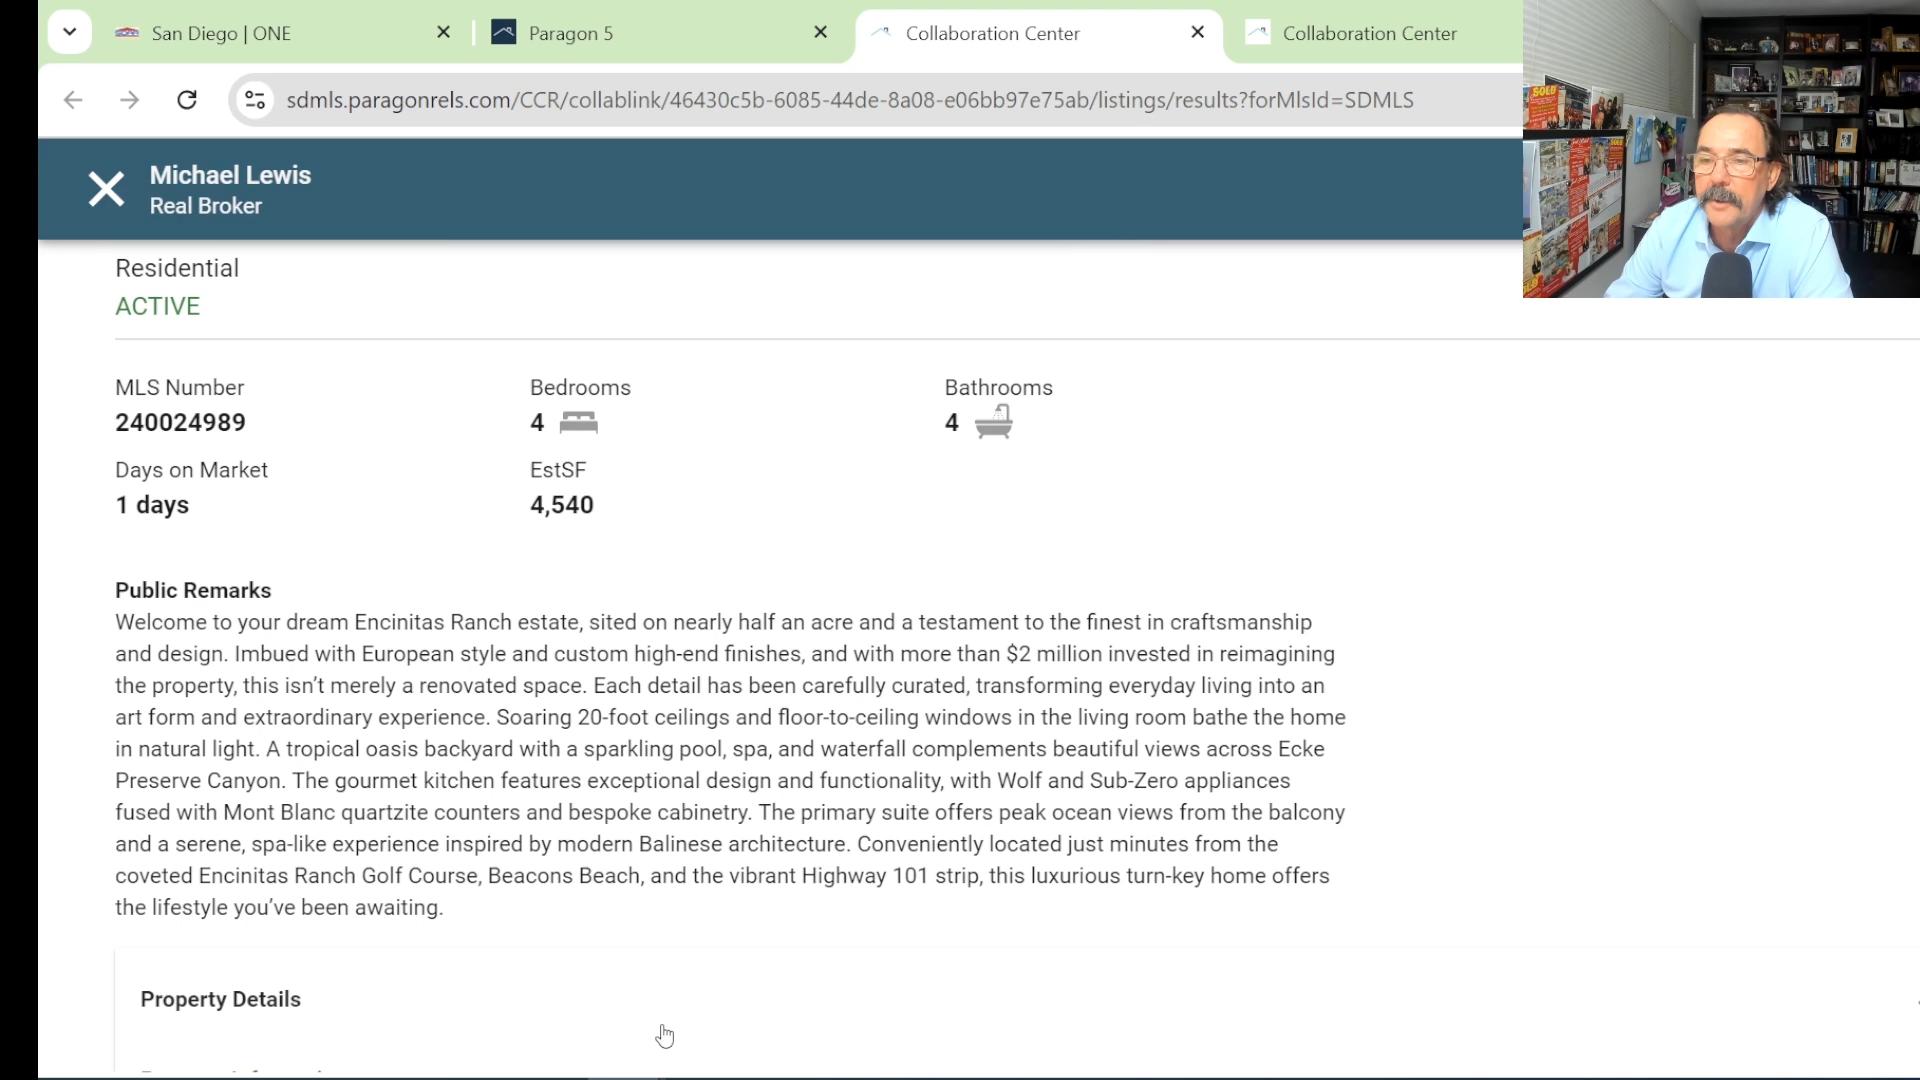 San Diego | ONE
Paragon 5
Collaboration Center
Collaboration Center
sdmls.paragonrels.com/CCR/collablink/46430c5b-6085-44de-8a08-e06bb97e75ab/listings/results?forMlsId=SDMLS
Michael Lewis
Real Broker
Residential
ACTIVE
MLS Number
240024989
Bedrooms
4
Bathrooms
4
Days on Market
1 days
EstSF
4,540
Public Remarks
Welcome to your dream Encinitas Ranch estate, sited on nearly half an acre and a testament to the finest in craftsmanship
and design. Imbued with European style and custom high-end finishes, and with more than $2 million invested in reimagining
the property, this isn’t merely a renovated space. Each detail has been carefully curated, transforming everyday living into an
art form and extraordinary experience. Soaring 20-foot ceilings and floor-to-ceiling windows in the living room bathe the home
in natural light. A tropical oasis backyard with a sparkling pool, spa, and waterfall complements beautiful views across Ecke
Preserve Canyon. The gourmet kitchen features exceptional design and functionality, with Wolf and Sub-Zero appliances
fused with Mont Blanc quartzite counters and bespoke cabinetry. The primary suite offers peak ocean views from the balcony
and a serene, spa-like experience inspired by modern Balinese architecture. Conveniently located just minutes from the
coveted Encinitas Ranch Golf Course, Beacons Beach, and the vibrant Highway 101 strip, this luxurious turn-key home offers
the lifestyle you’ve been awaiting.
Property Details
SOLD
SOLD